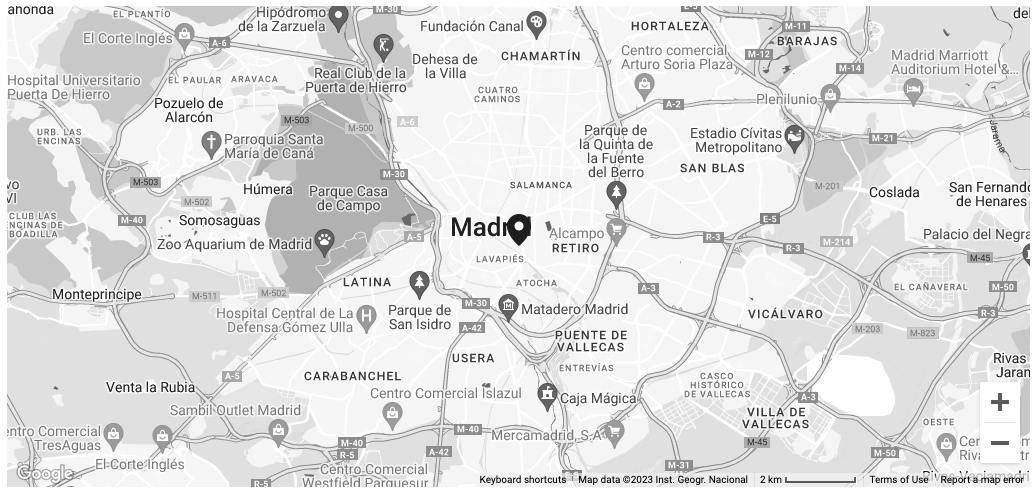 ahonda
EL PLANTÍO
El Corte Inglés
A-6
Hipódromo
de la Zarzuela
M-30
Fundación Canal
HORTALEZA
M-11
BARAJAS
M-12
M-14
de
CHAMARTÍN
Dehesa de
la Villa
Real Club de la
Puerta de Hierro
Centro comercial
Arturo Soria Plaza
Madrid Marriott
Auditorium Hotel &...
Hospital Universitario
Puerta De Hierro
EL PAULAR
ARAVACA
Pozuelo de
Alarcón
CUATRO
CAMINOS
A-2
Plenilunio
URB. LAS
ENCINAS
M-503
M-500
A-6
Parroquia Santa
María de Caná
Parque de
la Quinta de
la Fuente
del Berro
Estadio Cívitas
Metropolitano
M-21
Jarama
SAN BLAS
M-30
M-503
M-502
Húmera
Parque Casa
de Campo
SALAMANCA
M-201
Coslada
San Fernando
de Henares
vo
VI
CLUB LAS
ENCINAS DE
BOADILLA
M-40
Somosaguas
Zoo Aquarium de Madrid
A-5
Madrid
Alcampo
RETIRO
E-5
R-3
R-3
M-214
Palacio del Negra
LAVAPIÉS
M-45
LATINA
ATOCHA
A-3
EL CAÑAVERAL
M-50
Monteprincipe
M-511
M-502
Parque de
San Isidro
M-30
Matadero Madrid
Hospital Central de La
Defensa Gómez Ulla
A-42
PUENTE DE
VALLECAS
VICÁLVARO
R-3
M-203
M-823
USERA
ENTREVÍAS
Rivas
Jaram
CARABANCHEL
A-5
CASCO
HISTÓRICO
DE VALLECAS
Venta la Rubia
Centro Comercial Islazul
Caja Mágica
A-3
Sambil Outlet Madrid
VILLA DE
VALLECAS
OESTE
entro Comercial
TresAguas
M-40
R-5
M-40
Mercamadrid, S.A.
M-45
M-50
El Corte Inglés
A-42
M-31
Centro Comercial
Westfield Parquesur
Google
Keyboard shortcuts
Map data ©2023 Inst. Geogr. Nacional
2 km
Terms of Use
Report a map error